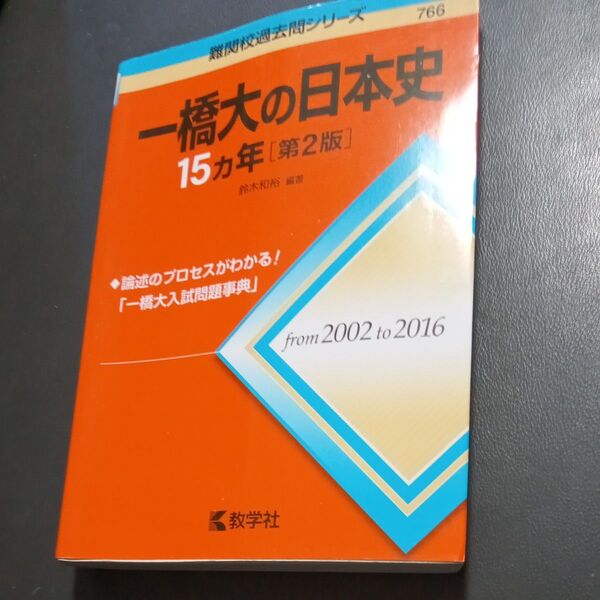 難関校過去問シリーズ 766
一橋大の日本史
15カ年[第2版]
鈴木和裕 編著
◆論述のプロセスがわかる!
「一橋大入試問題事典」
from 2002 to 2016
教学社